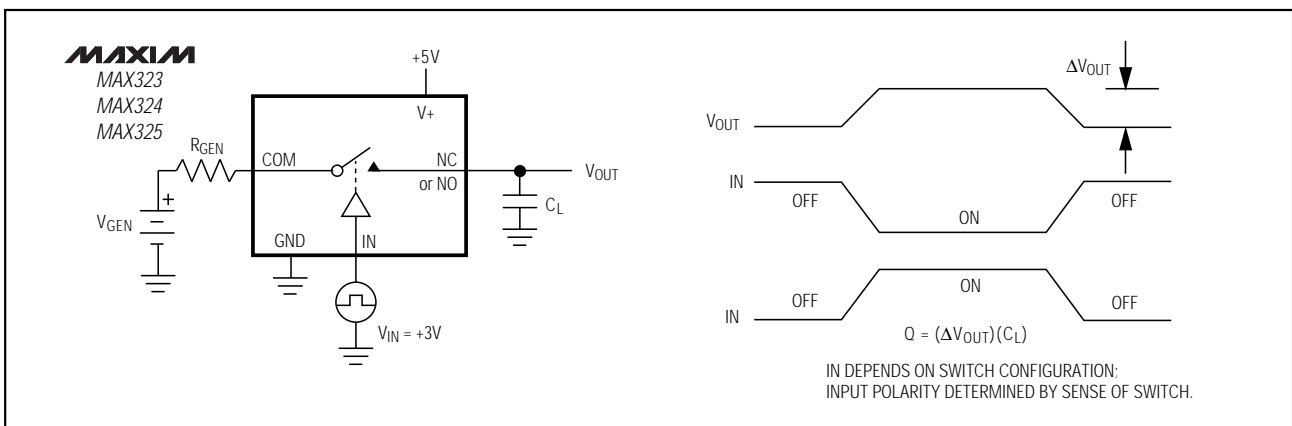 MAXIM
MAX323
MAX324
MAX325
+5V
V+
RGEN
COM
NC
or NO
VOUT
CL
VGEN
+
GND
IN
VIN = +3V
ΔVOUT
VOUT
IN
OFF
ON
OFF
IN
OFF
ON
OFF
Q = (ΔVOUT)(CL)
IN DEPENDS ON SWITCH CONFIGURATION;
INPUT POLARITY DETERMINED BY SENSE OF SWITCH.